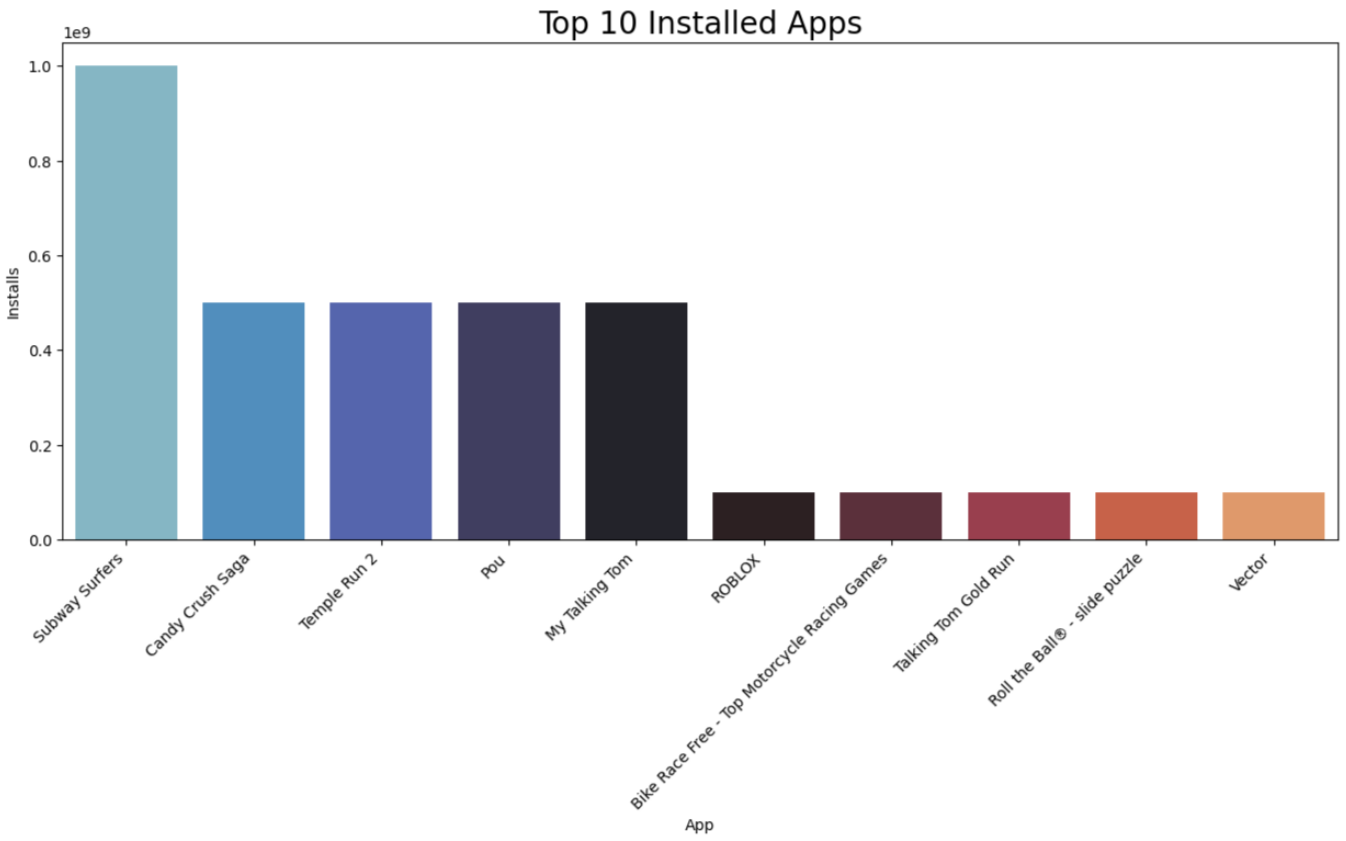 Top 10 Installed Apps
1e9
1.0
0.8
0.6
0.4
0.2
0.0
Installs
Subway Surfers
Candy Crush Saga
Temple Run 2
Pou
My Talking Tom
ROBLOX
Bike Race Free - Top Motorcycle Racing Games
Talking Tom Gold Run
Roll the Ball® - slide puzzle
Vector
App